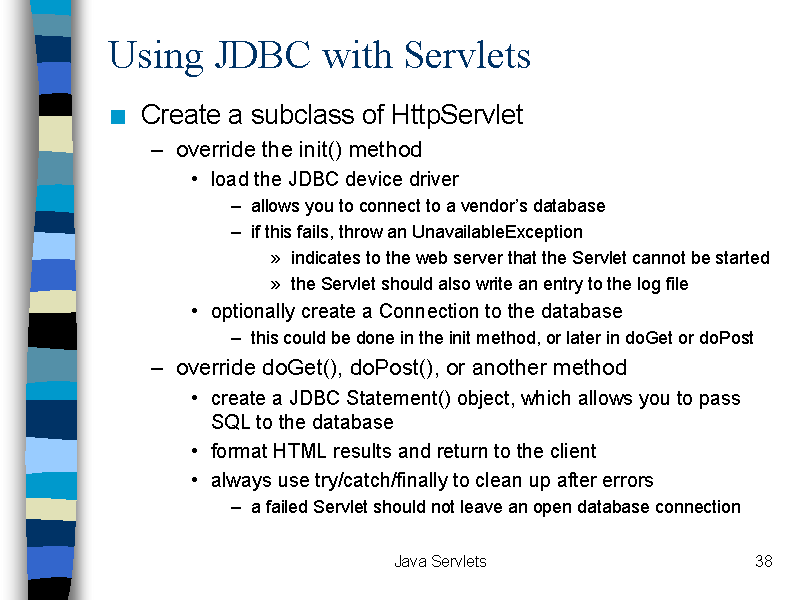 Using JDBC with Servlets
■ Create a subclass of HttpServlet
– override the init() method
• load the JDBC device driver
– allows you to connect to a vendor’s database
– if this fails, throw an UnavailableException
» indicates to the web server that the Servlet cannot be started
» the Servlet should also write an entry to the log file
• optionally create a Connection to the database
– this could be done in the init method, or later in doGet or doPost
– override doGet(), doPost(), or another method
• create a JDBC Statement() object, which allows you to pass
SQL to the database
• format HTML results and return to the client
• always use try/catch/finally to clean up after errors
– a failed Servlet should not leave an open database connection
Java Servlets
38